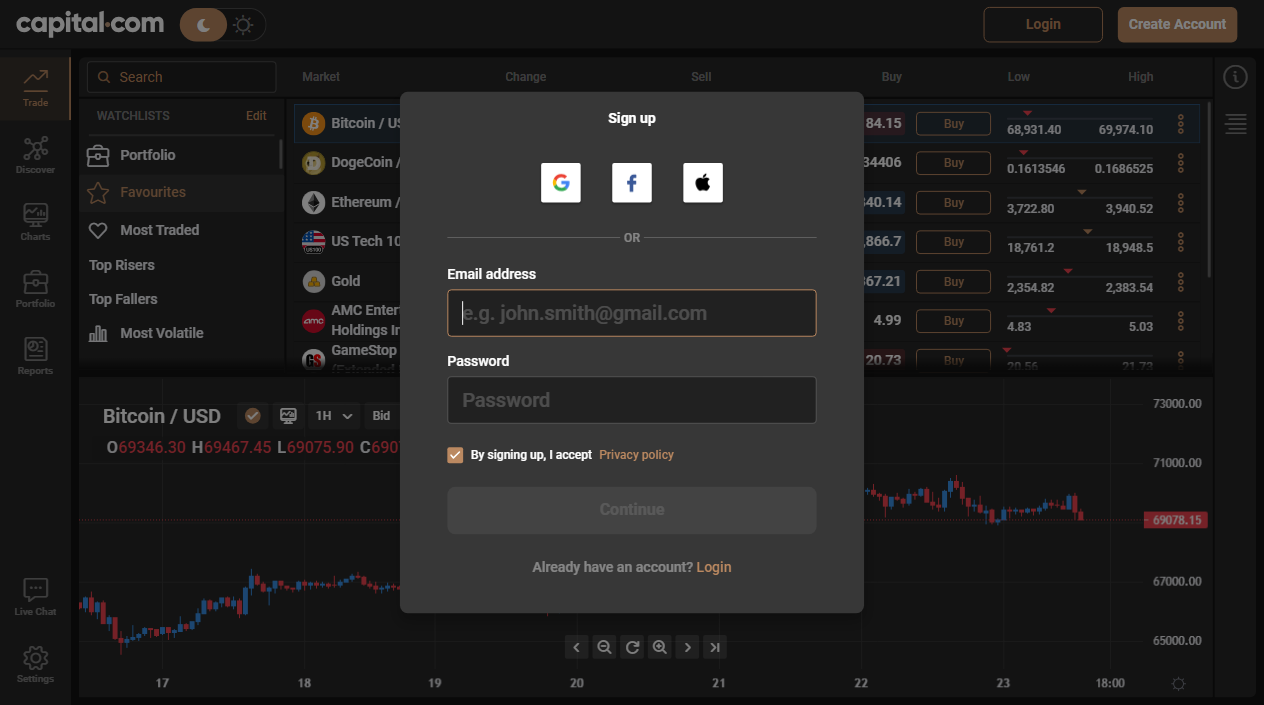 capital.com
Login
Create Account
Trade
Discover
Charts
Portfolio
Reports
Live Chat
Settings
Search
WATCHLISTS Edit
Portfolio
Favourites
Most Traded
Top Risers
Top Fallers
Most Volatile
Market Change Sell Buy Low High
Bitcoin / US 84.15 Buy 68,931.40 69,974.10
DogeCoin / 34406 Buy 0.1613546 0.1686525
Ethereum / 340.14 Buy 3,722.80 3,940.52
US Tech 10 ,866.7 Buy 18,761.2 18,948.5
Gold 367.21 Buy 2,354.82 2,383.54
AMC Enter
Holdings In 4.99 Buy 4.83 5.03
GameStop 20.73 Buy 20.56 21.73
(Extended
Sign up
OR
Email address
e.g. john.smith@gmail.com
Password
Password
By signing up, I accept Privacy policy
Continue
Already have an account? Login
Bitcoin / USD 1H Bid
O69346.30 H69467.45 L69075.90 C690
73000.00
71000.00
69078.15
67000.00
65000.00
17 18 19 20 21 22 23 18:00